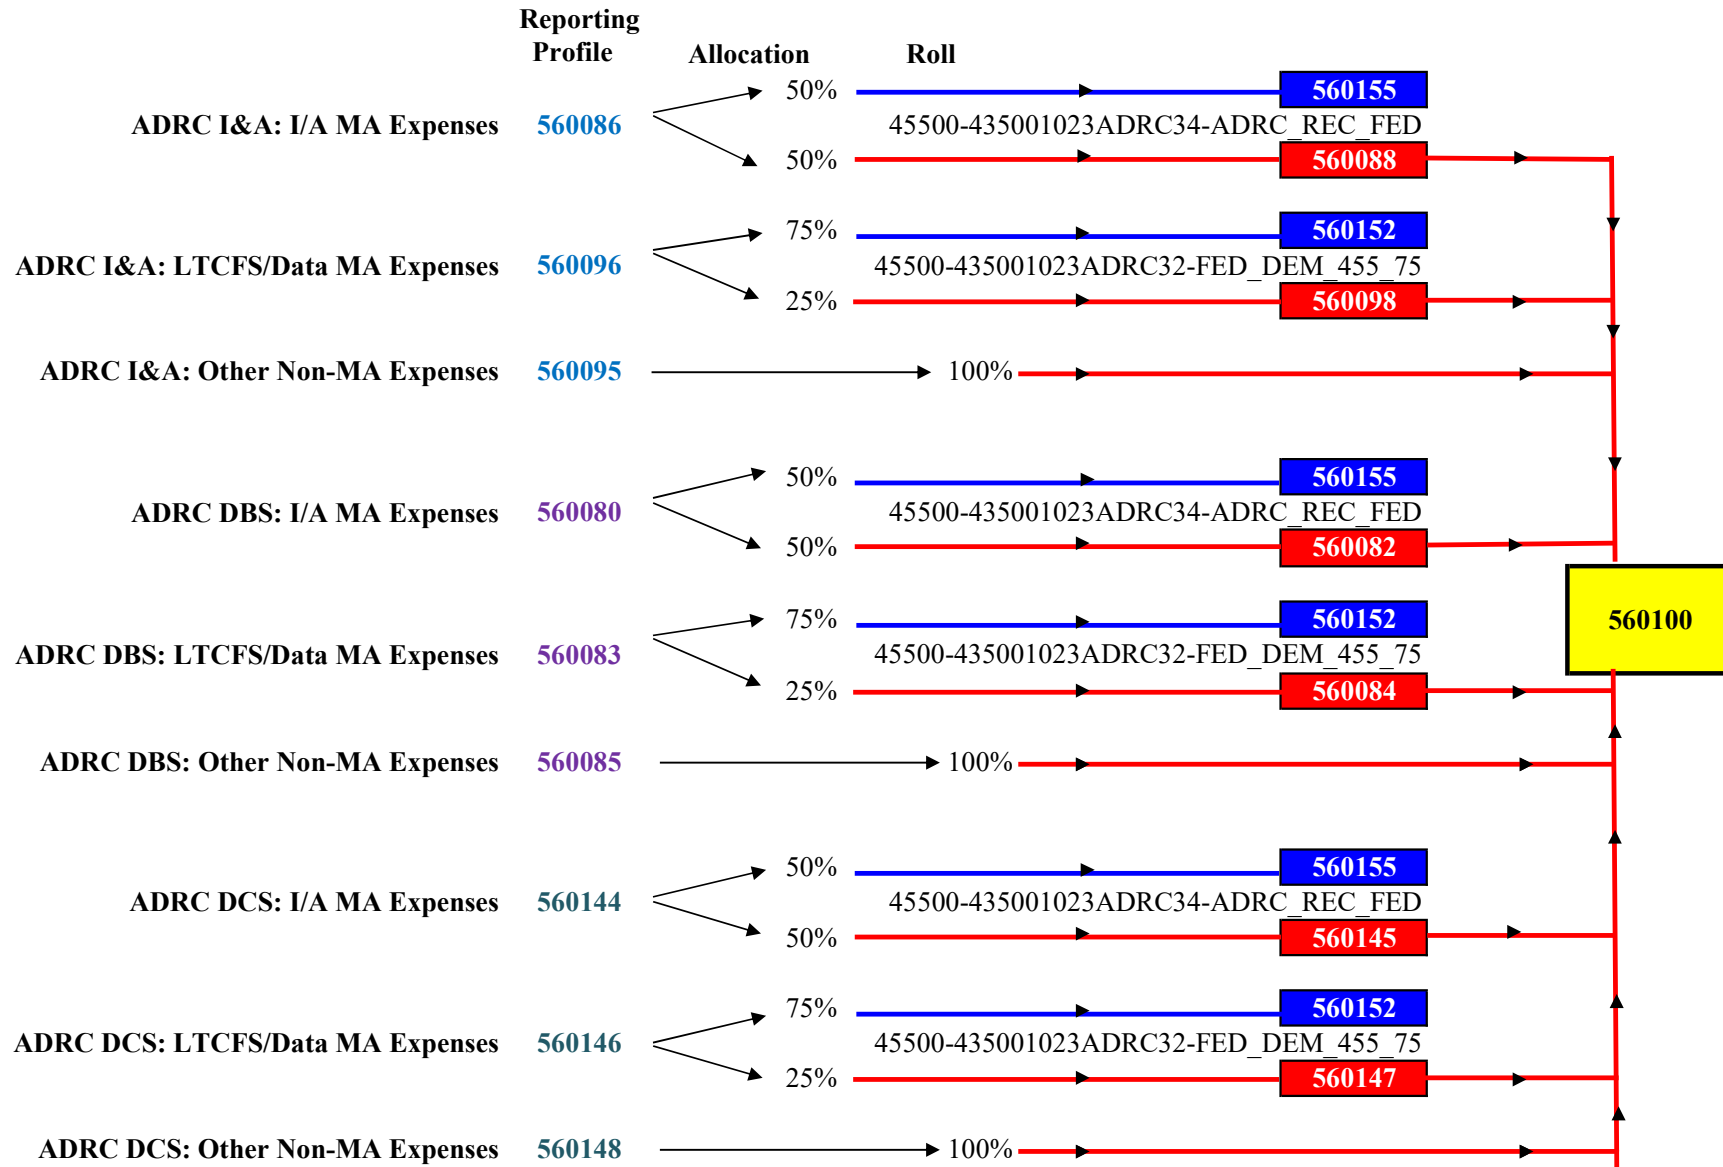 Reporting
Profile
Allocation
Roll
50%
560155
ADRC I&A: I/A MA Expenses 560086
45500-435001023ADRC34-ADRC_REC_FED
50%
560088
75%
560152
ADRC I&A: LTCFS/Data MA Expenses 560096
45500-435001023ADRC32-FED_DEM_455_75
25%
560098
ADRC I&A: Other Non-MA Expenses 560095
100%
50%
560155
ADRC DBS: I/A MA Expenses 560080
45500-435001023ADRC34-ADRC_REC_FED
50%
560082
75%
560152
560100
ADRC DBS: LTCFS/Data MA Expenses 560083
45500-435001023ADRC32-FED_DEM_455_75
25%
560084
ADRC DBS: Other Non-MA Expenses 560085
100%
50%
560155
ADRC DCS: I/A MA Expenses 560144
45500-435001023ADRC34-ADRC_REC_FED
50%
560145
75%
560152
ADRC DCS: LTCFS/Data MA Expenses 560146
45500-435001023ADRC32-FED_DEM_455_75
25%
560147
ADRC DCS: Other Non-MA Expenses 560148
100%